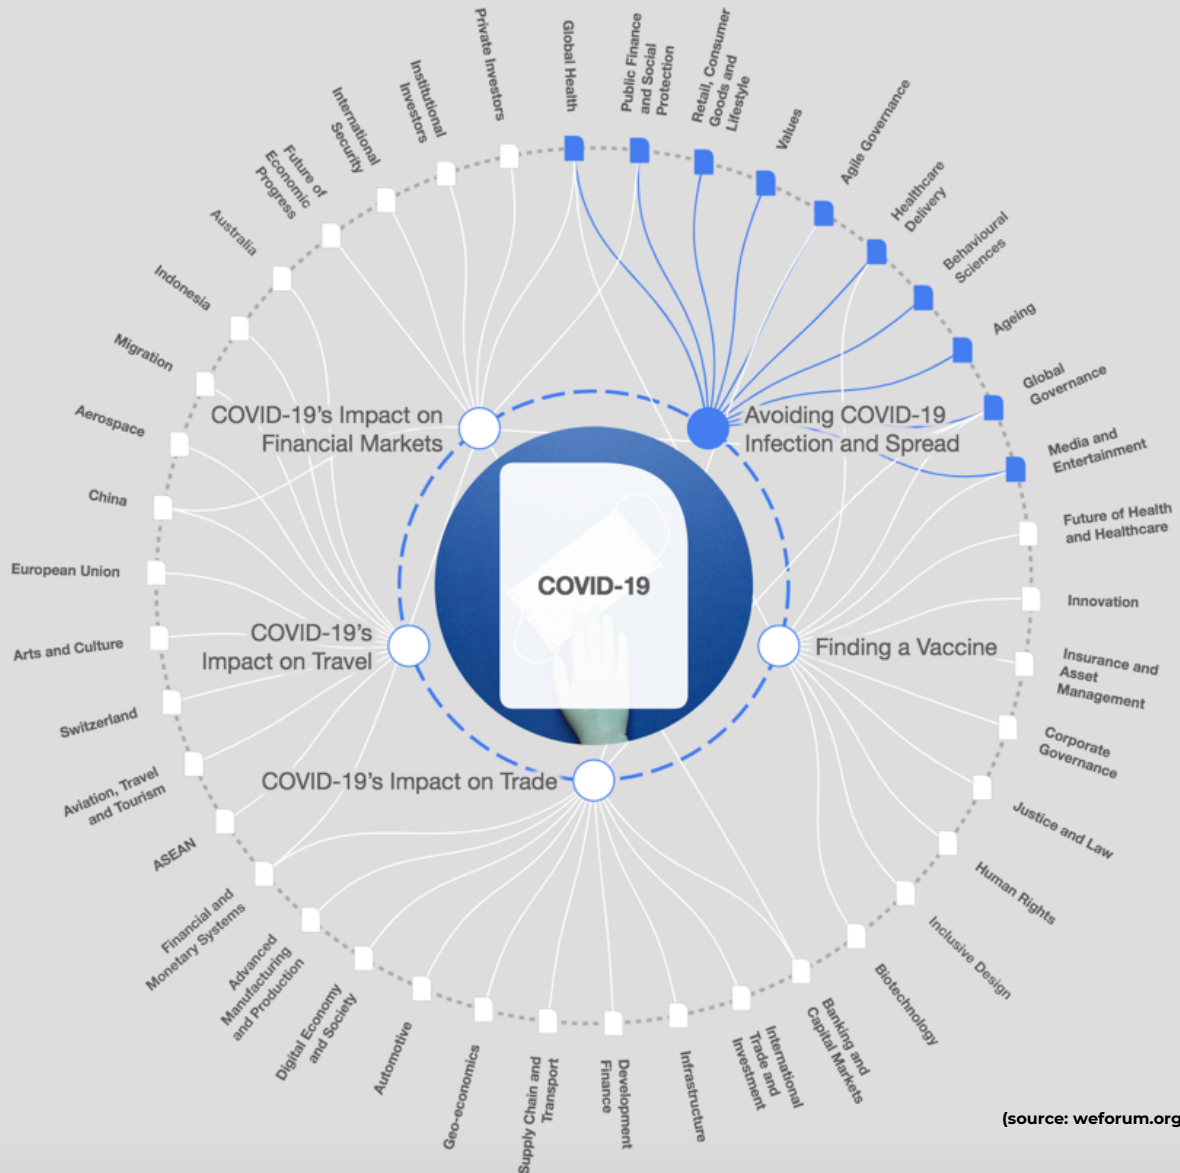 Private Investors
Global Health
Public Finance
and Social
Protection
Retail, Consumer
Goods and
Lifestyle
Values
Agile Governance
Healthcare
Delivery
Behavioural
Sciences
Ageing
Global
Governance
Media and
Entertainment
Future of Health
and Healthcare
Innovation
Insurance and
Asset
Management
Corporate
Governance
Justice and Law
Human Rights
Inclusive Design
Biotechnology
Banking and
Capital Markets
International
Trade and
Investment
Infrastructure
Development
Finance
Supply Chain and
Transport
Geo-economics
Automotive
Digital Economy
and Society
Advanced
Manufacturing
and Production
Financial and
Monetary Systems
ASEAN
Aviation, Travel
and Tourism
Switzerland
Arts and Culture
European Union
China
Aerospace
Migration
Indonesia
Australia
Future of
Economic
Progress
International
Security
Institutional
Investors
COVID-19's Impact on
Financial Markets
Avoiding COVID-19
Infection and Spread
COVID-19
COVID-19's
Impact on Travel
Finding a Vaccine
COVID-19's Impact on Trade
(source: weforum.org